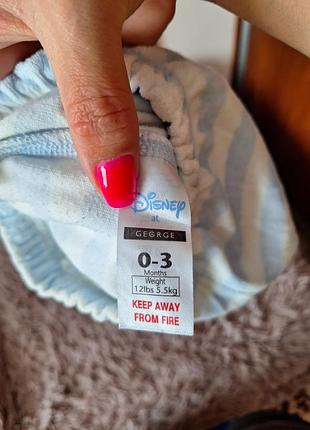 Disney
at
GEORGE
0-3
Months
Weight
12lbs 5.5kg
KEEP AWAY
FROM FIRE